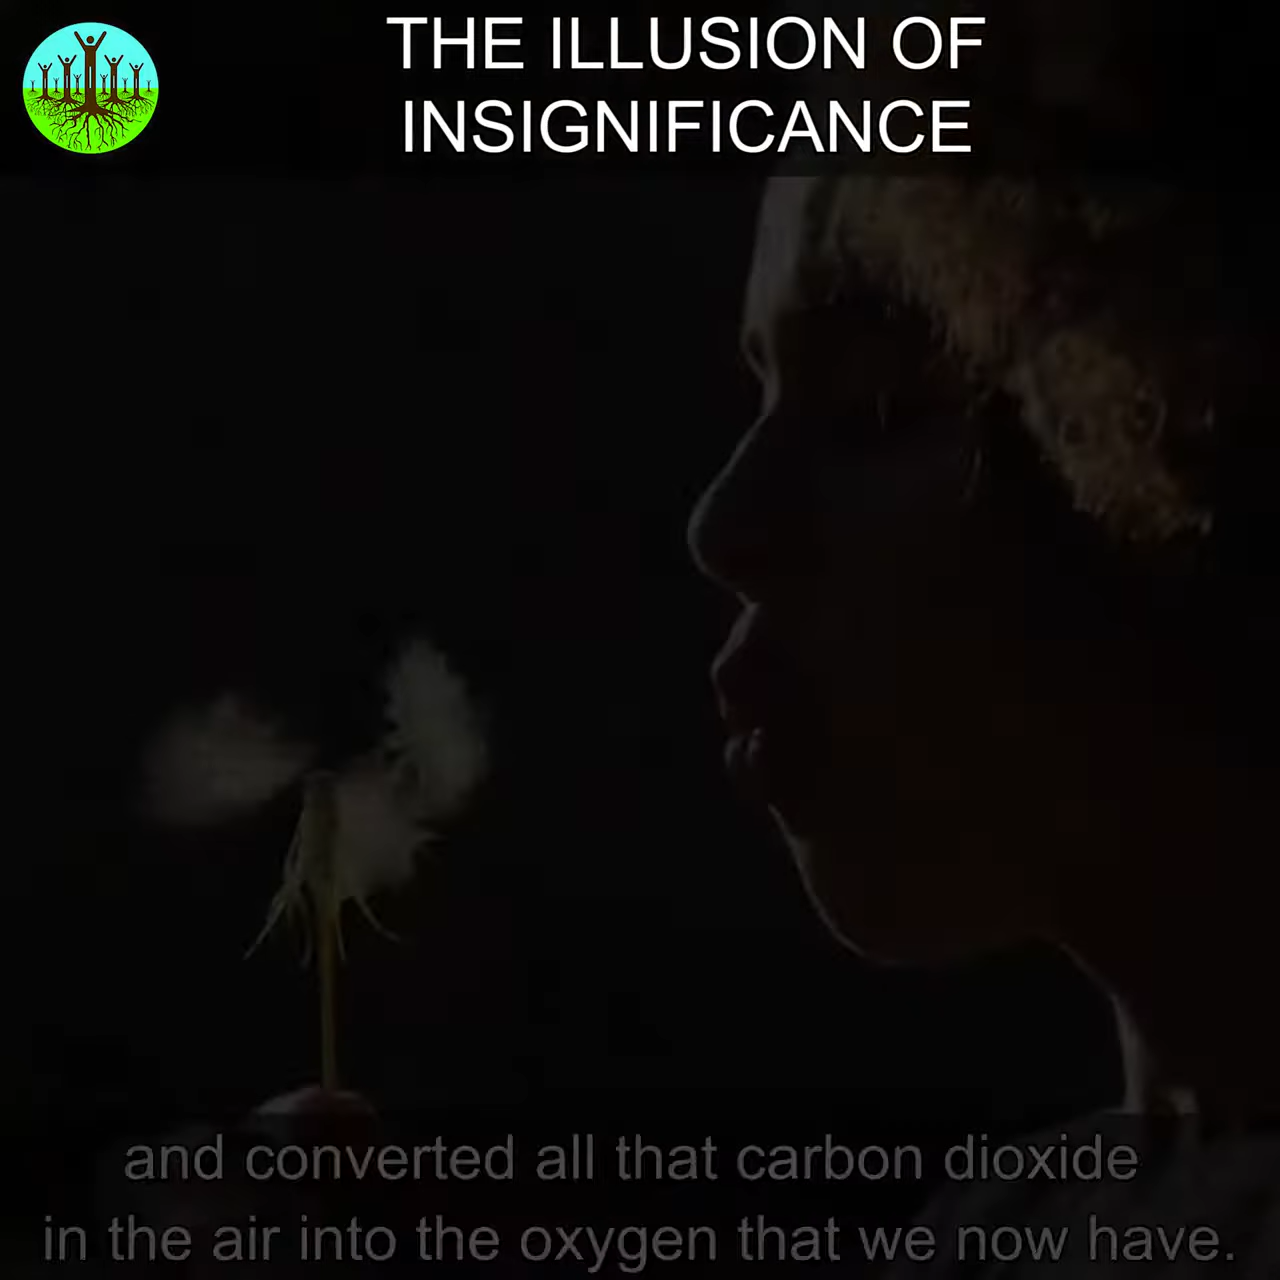 THE ILLUSION OF
INSIGNIFICANCE
and converted all that carbon dioxide
in the air into the oxygen that we now have.